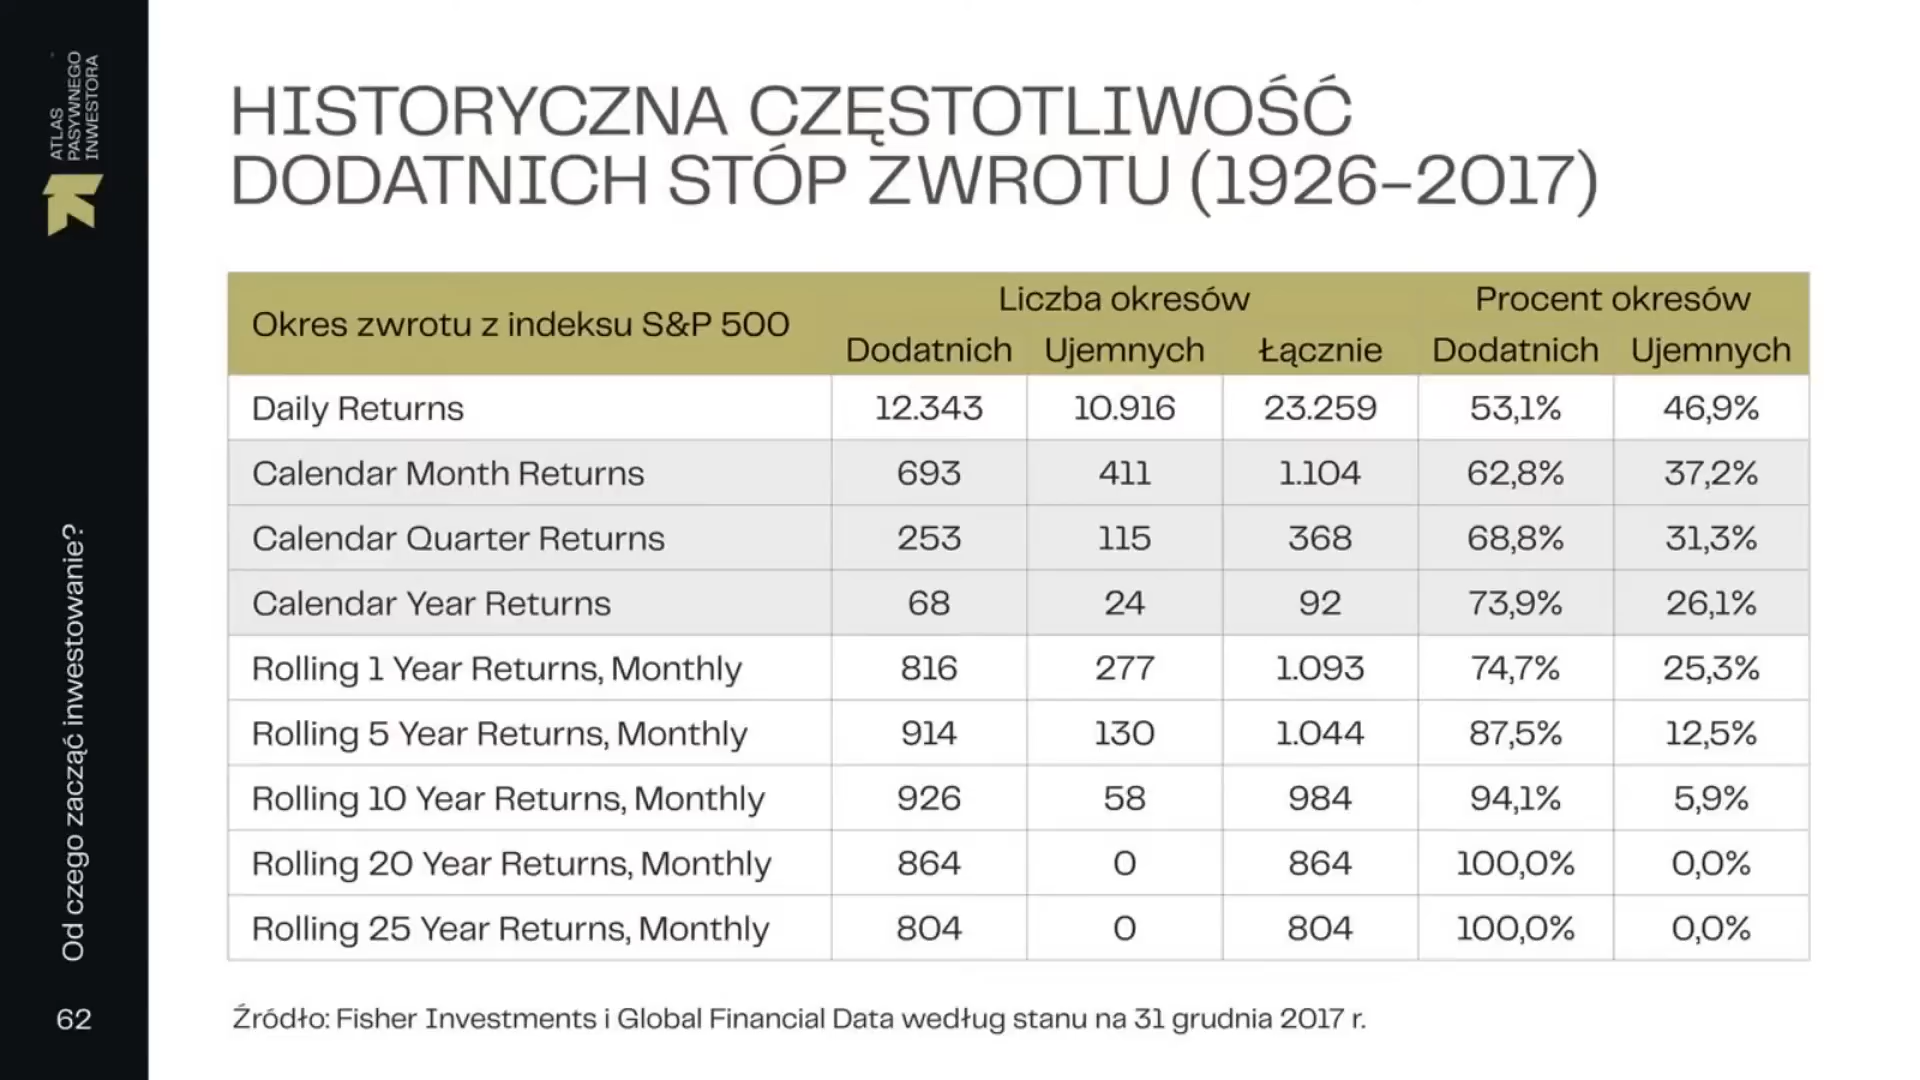 ATLAS
PASYWNEGO
INWESTORA
Od czego zacząć inwestowanie?
62
HISTORYCZNA CZĘSTOTLIWOŚĆ
DODATNICH STÓP ZWROTU (1926–2017)
Okres zwrotu z indeksu S&P 500 Liczba okresów Procent okresów
Dodatnich Ujemnych Łącznie Dodatnich Ujemnych
Daily Returns 12.343 10.916 23.259 53,1% 46,9%
Calendar Month Returns 693 411 1.104 62,8% 37,2%
Calendar Quarter Returns 253 115 368 68,8% 31,3%
Calendar Year Returns 68 24 92 73,9% 26,1%
Rolling 1 Year Returns, Monthly 816 277 1.093 74,7% 25,3%
Rolling 5 Year Returns, Monthly 914 130 1.044 87,5% 12,5%
Rolling 10 Year Returns, Monthly 926 58 984 94,1% 5,9%
Rolling 20 Year Returns, Monthly 864 0 864 100,0% 0,0%
Rolling 25 Year Returns, Monthly 804 0 804 100,0% 0,0%
Źródło: Fisher Investments i Global Financial Data według stanu na 31 grudnia 2017 r.